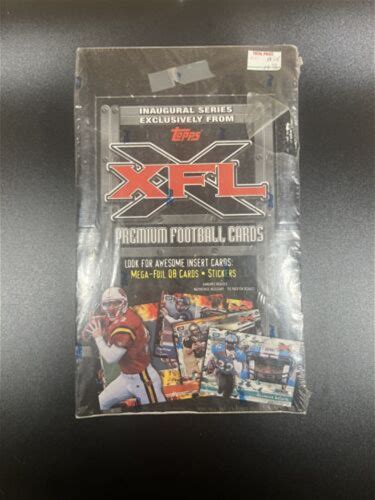 INAUGURAL SERIES
EXCLUSIVELY FROM
Topps
XFL
PREMIUM FOOTBALL CARDS
LOOK FOR AWESOME INSERT CARDS:
MEGA-FOIL QB CARDS • STICKERS